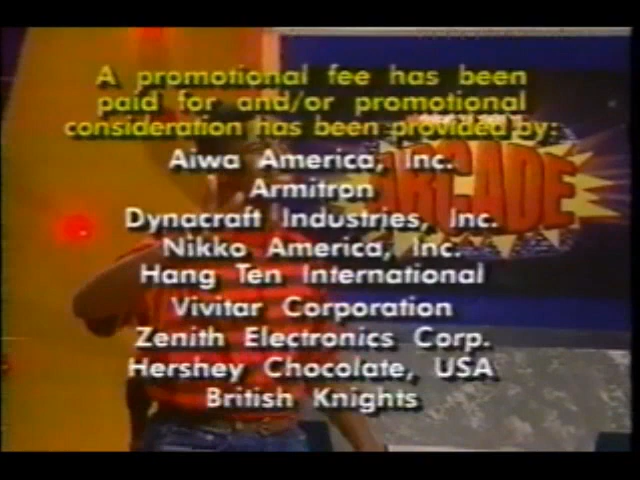 A promotional fee has been
paid for and/or promotional
consideration has been provided by:
Aiwa America, Inc.
Armitron
Dynacraft Industries, Inc.
Nikko America, Inc.
Hang Ten International
Vivitar Corporation
Zenith Electronics Corp.
Hershey Chocolate, USA
British Knights
ARCADE